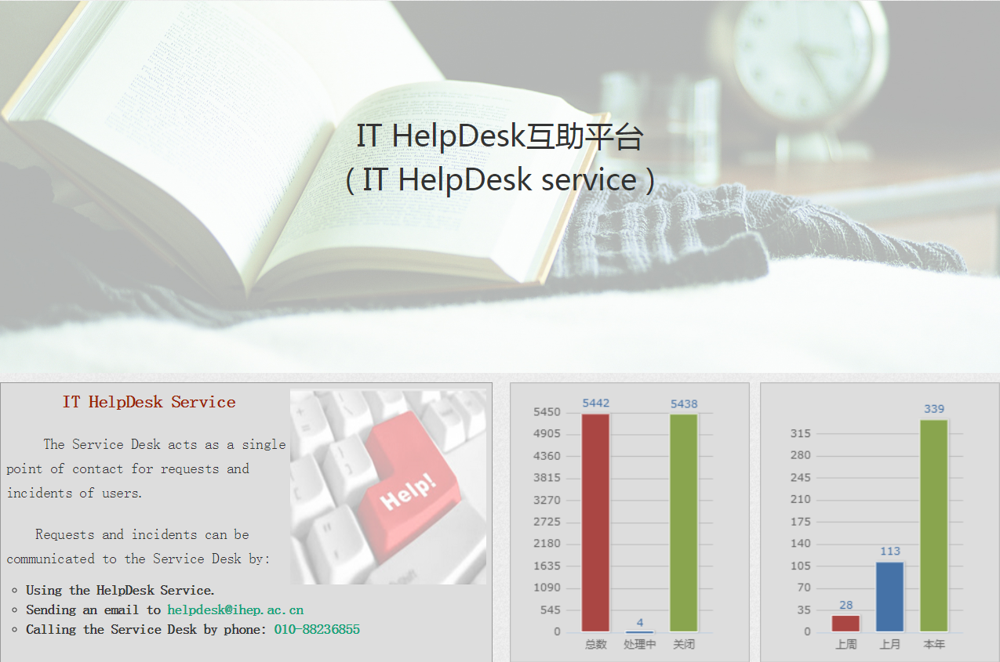 IT HelpDesk互助平台
( IT HelpDesk service )
IT HelpDesk Service
The Service Desk acts as a single
point of contact for requests and
incidents of users.
Requests and incidents can be
communicated to the Service Desk by:
Using the HelpDesk Service.
Sending an email to helpdesk@ihep.ac.cn
Calling the Service Desk by phone: 010-88236855
Help!
5442
5438
5450
4905
4360
3815
3270
2725
2180
1635
1090
545
0
4
总数 处理中 关闭
339
315
280
245
210
175
140
105
70
35
0
113
28
上周 上月 本年